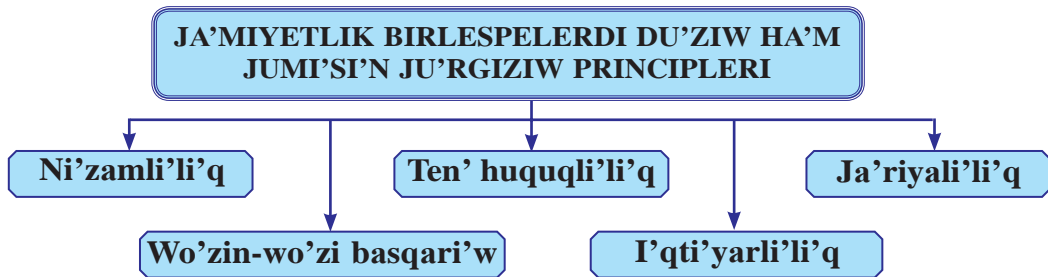 JA’MIYETLIK BIRLESPELERDI DU’ZIW HA’M
JUMI’SI’N JU’RGIZIW PRINCIPLERI
Ni’zamli’li’q
Ten’ huquqli’li’q
Ja’riyali’li’q
Wo’zin-wo’zi basqari’w
I’qti’yarli’li’q